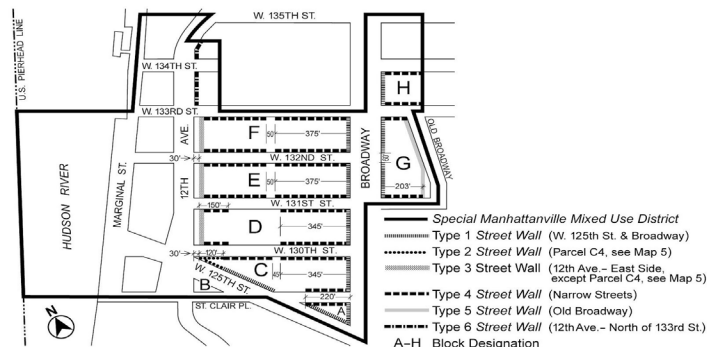 W. 135TH ST.
U.S. PIERHEAD LINE
W. 134TH ST.
H
W. 133RD ST.
AVE.
F
50'
375'
BROADWAY
OLD BROADWAY
30'
W. 132ND ST.
G
HUDSON RIVER
MARGINAL ST.
12TH
E
50'
375'
203'
150'
W. 131ST ST.
D
345'
30'
120'
W. 130TH ST.
C
45'
345'
W. 125TH ST.
B
220'
A
ST. CLAIR PL.
N
Special Manhattanville Mixed Use District
Type 1 Street Wall (W. 125th St. & Broadway)
Type 2 Street Wall (Parcel C4, see Map 5)
Type 3 Street Wall (12th Ave.– East Side,
except Parcel C4, see Map 5)
Type 4 Street Wall (Narrow Streets)
Type 5 Street Wall (Old Broadway)
Type 6 Street Wall (12th Ave.– North of 133rd St.)
A–H Block Designation